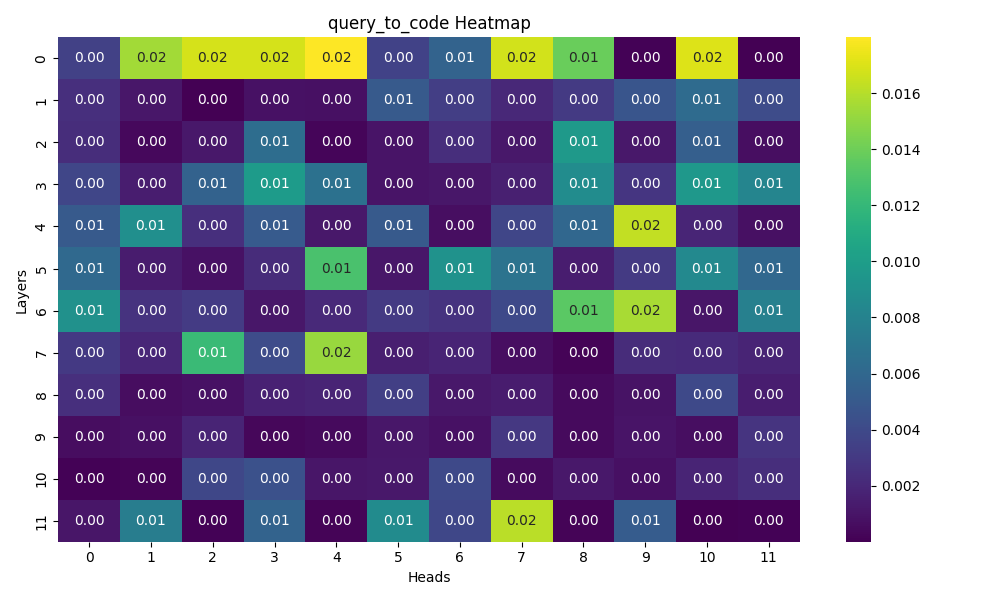 query_to_code Heatmap
0 0.00 0.02 0.02 0.02 0.02 0.00 0.01 0.02 0.01 0.00 0.02 0.00
1 0.00 0.00 0.00 0.00 0.00 0.01 0.00 0.00 0.00 0.00 0.01 0.00
2 0.00 0.00 0.00 0.01 0.00 0.00 0.00 0.00 0.01 0.00 0.01 0.00
3 0.00 0.00 0.01 0.01 0.01 0.00 0.00 0.00 0.01 0.00 0.01 0.01
4 0.01 0.01 0.00 0.01 0.00 0.01 0.00 0.00 0.01 0.02 0.00 0.00
5 0.01 0.00 0.00 0.00 0.01 0.00 0.01 0.01 0.00 0.00 0.01 0.01
6 0.01 0.00 0.00 0.00 0.00 0.00 0.00 0.00 0.01 0.02 0.00 0.01
7 0.00 0.00 0.01 0.00 0.02 0.00 0.00 0.00 0.00 0.00 0.00 0.00
8 0.00 0.00 0.00 0.00 0.00 0.00 0.00 0.00 0.00 0.00 0.00 0.00
9 0.00 0.00 0.00 0.00 0.00 0.00 0.00 0.00 0.00 0.00 0.00 0.00
10 0.00 0.00 0.00 0.00 0.00 0.00 0.00 0.00 0.00 0.00 0.00 0.00
11 0.00 0.01 0.00 0.01 0.00 0.01 0.00 0.02 0.00 0.01 0.00 0.00
0 1 2 3 4 5 6 7 8 9 10 11
Heads
Layers
0.016
0.014
0.012
0.010
0.008
0.006
0.004
0.002